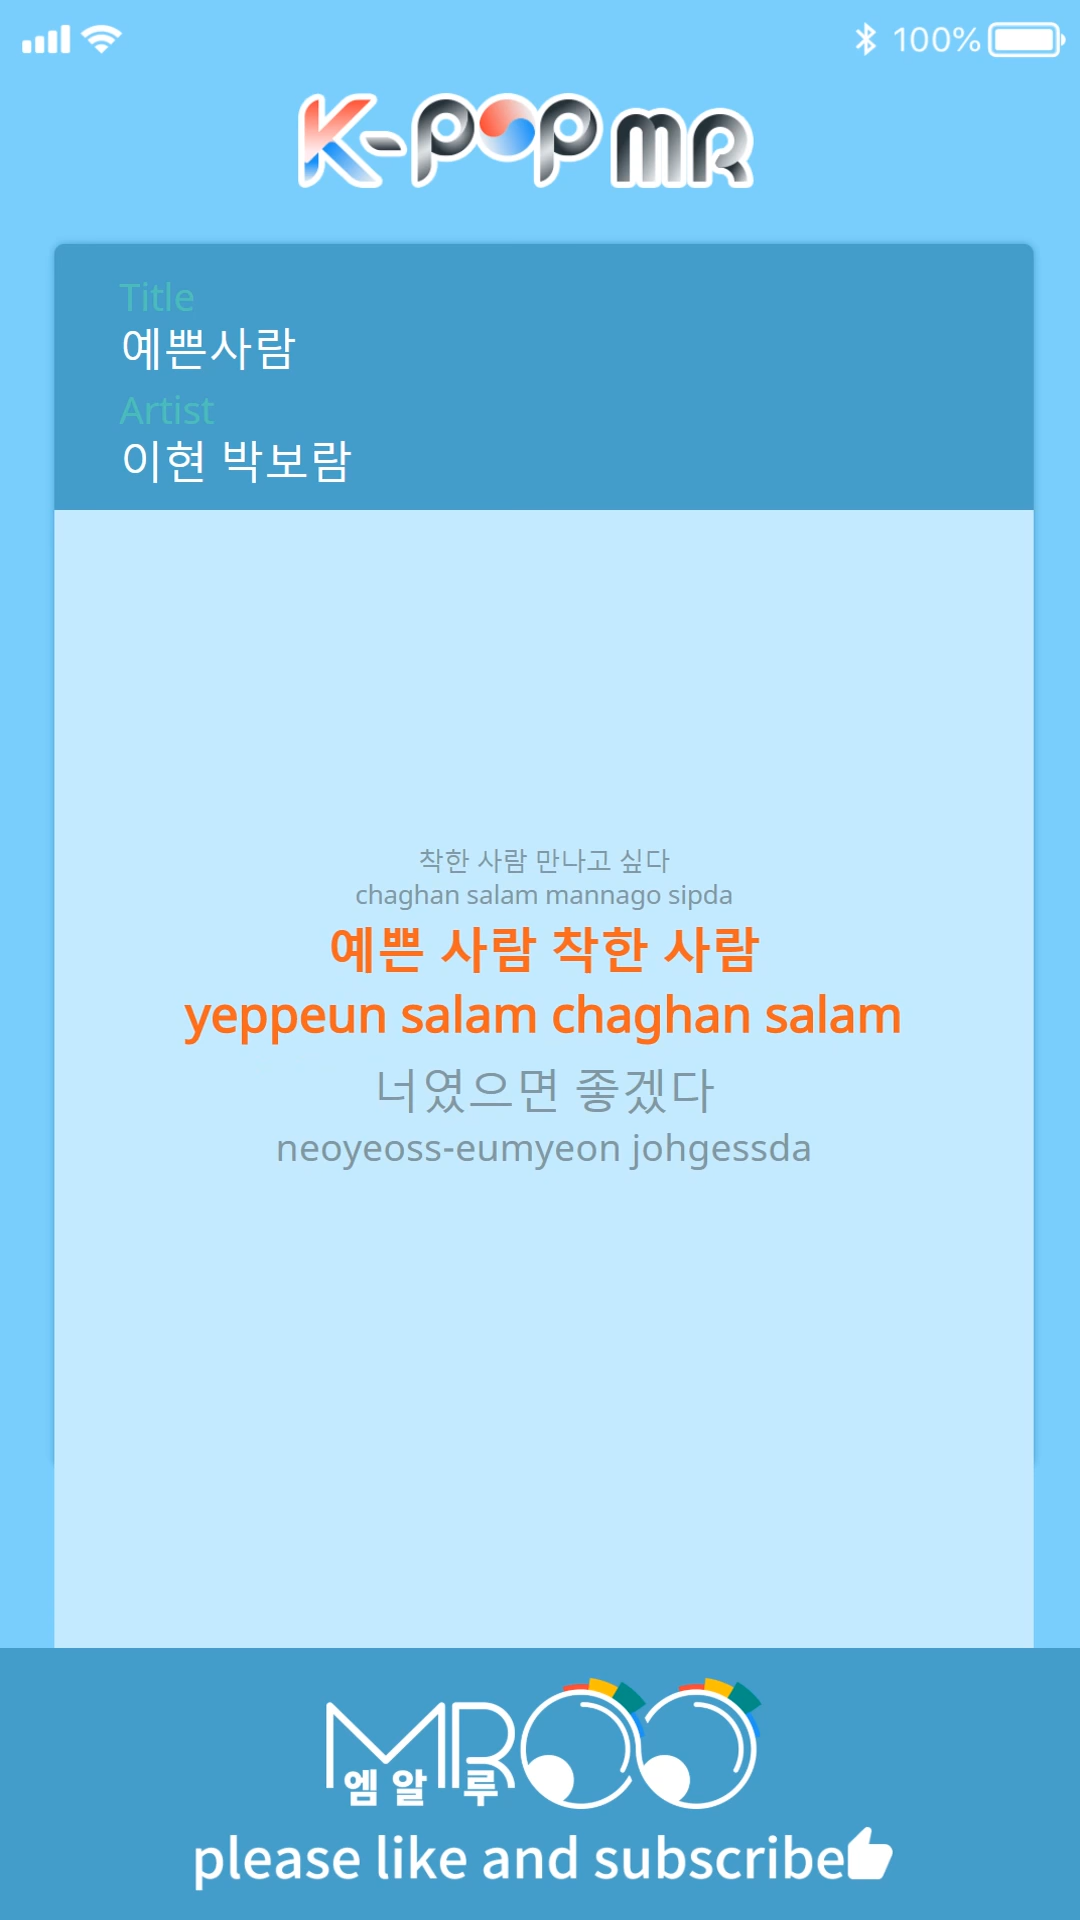 100%
K-POP MR
Title
예쁜사람
Artist
이현 박보람
착한 사람 만나고 싶다
chaghan salam mannago sipda
예쁜 사람 착한 사람
yeppeun salam chaghan salam
너였으면 좋겠다
neoyeoss-eumyeon johgessda
MROO
엠알루
please like and subscribe